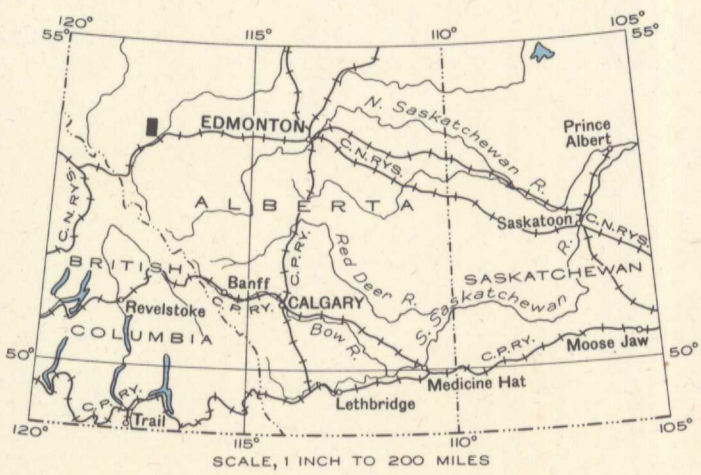 120°
110°
105°
55°
115°
55°
N. Saskatchewan R.
EDMONTON
Prince
Albert
C.N.RYS.
C.N.RYS.
ALBERTA
C.N.RYS.
Saskatoon
C.P.RY.
Red Deer R.
R.
BRITISH
SASKATCHEWAN
Banff
C.P.RY.
CALGARY
S. Saskatchewan
Revelstoke
Bow R.
COLUMBIA
C.P.RY.
Moose Jaw
50°
50°
Medicine Hat
C.P.RY.
Lethbridge
Trail
120°
115°
110°
105°
SCALE, 1 INCH TO 200 MILES